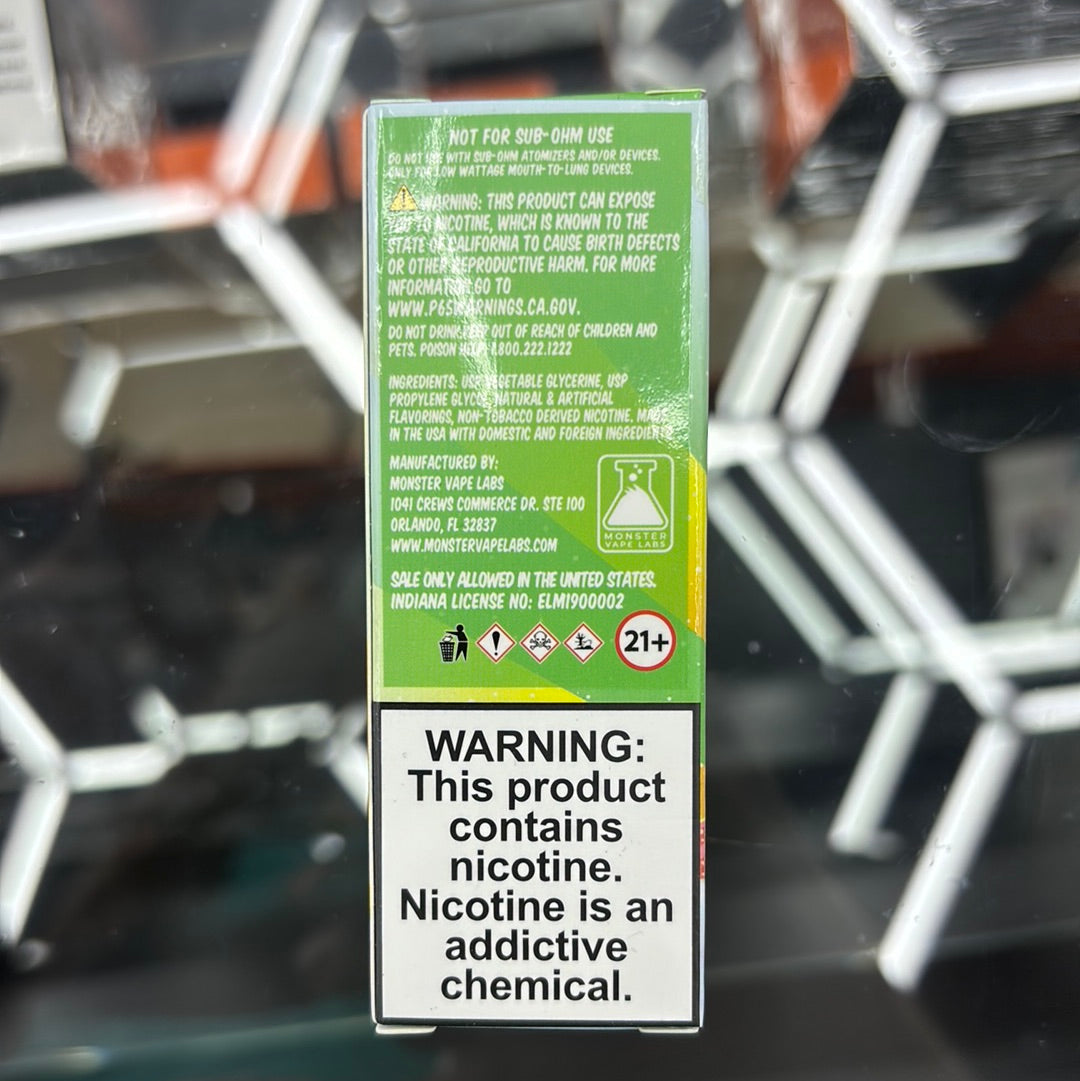 NOT FOR SUB-OHM USE
DO NOT USE WITH SUB-OHM ATOMIZERS AND/OR DEVICES.
ONLY FOR LOW WATTAGE MOUTH-TO-LUNG DEVICES.
WARNING: THIS PRODUCT CAN EXPOSE
YOU TO NICOTINE, WHICH IS KNOWN TO THE
STATE OF CALIFORNIA TO CAUSE BIRTH DEFECTS
OR OTHER REPRODUCTIVE HARM. FOR MORE
INFORMATION GO TO
WWW.P65WARNINGS.CA.GOV.
DO NOT DRINK. KEEP OUT OF REACH OF CHILDREN AND
PETS. POISON HELP: 1.800.222.1222
INGREDIENTS: USP VEGETABLE GLYCERINE, USP
PROPYLENE GLYCOL, NATURAL & ARTIFICIAL
FLAVORINGS, NON-TOBACCO DERIVED NICOTINE. MADE
IN THE USA WITH DOMESTIC AND FOREIGN INGREDIENTS
MANUFACTURED BY:
MONSTER VAPE LABS
1041 CREWS COMMERCE DR. STE 100
ORLANDO, FL 32837
WWW.MONSTERVAPELABS.COM
MONSTER
VAPE LABS
SALE ONLY ALLOWED IN THE UNITED STATES.
INDIANA LICENSE NO: ELM1900002
21+
WARNING:
This product
contains
nicotine.
Nicotine is an
addictive
chemical.